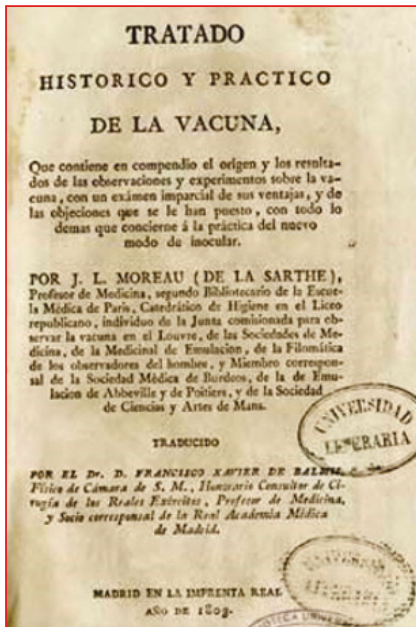 TRATADO
HISTORICO Y PRACTICO
DE LA VACUNA,
Que contiene en compendio el origen y los resulta-
dos de las observaciones y experimentos sobre la va-
cuna, con un exámen imparcial de sus ventajas, y de
las objeciones que se le han puesto, con todo lo
demas que concierne á la práctica del nuevo
modo de inocular.
POR J. L. MOREAU (DE LA SARTHE),
Profesor de Medicina, segundo Bibliotecario de la Escue-
la Médica de Paris, Catedrático de Higiene en el Liceo
republicano, individuo de la Junta comisionada para ob-
servar la vacuna en el Louvre, de las Sociedades de Me-
dicina, de la Medicinal de Emulacion, de la Filomática
de los observadores del hombre, y Miembro correspon-
sal de la Sociedad Médica de Burdeos, de la de Emu-
lacion de Abbeville y de Poitiers, y de la Sociedad
de Ciencias y Artes de Mans.
UNIVERSIDAD
LITERARIA
TRADUCIDO
POR EL Dr. D. FRANCISCO XAVIER DE BALMIS,
Físico de Cámara de S. M., Honorario Consultor de Ci-
rugía de los Reales Exércitos, Profesor de Medicina,
y Socio corresponsal de la Real Academia Médica
de Madrid.
MADRID EN LA IMPRENTA REAL
AÑO DE 1803.